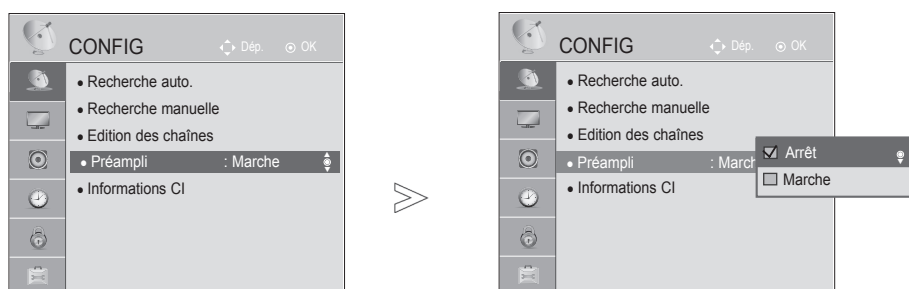 CONFIG
Dép. OK
• Recherche auto.
• Recherche manuelle
• Edition des chaînes
• Préampli : Marche
• Informations CI
CONFIG
Dép. OK
• Recherche auto.
• Recherche manuelle
• Edition des chaînes
• Préampli : March
Arrêt
Marche
• Informations CI